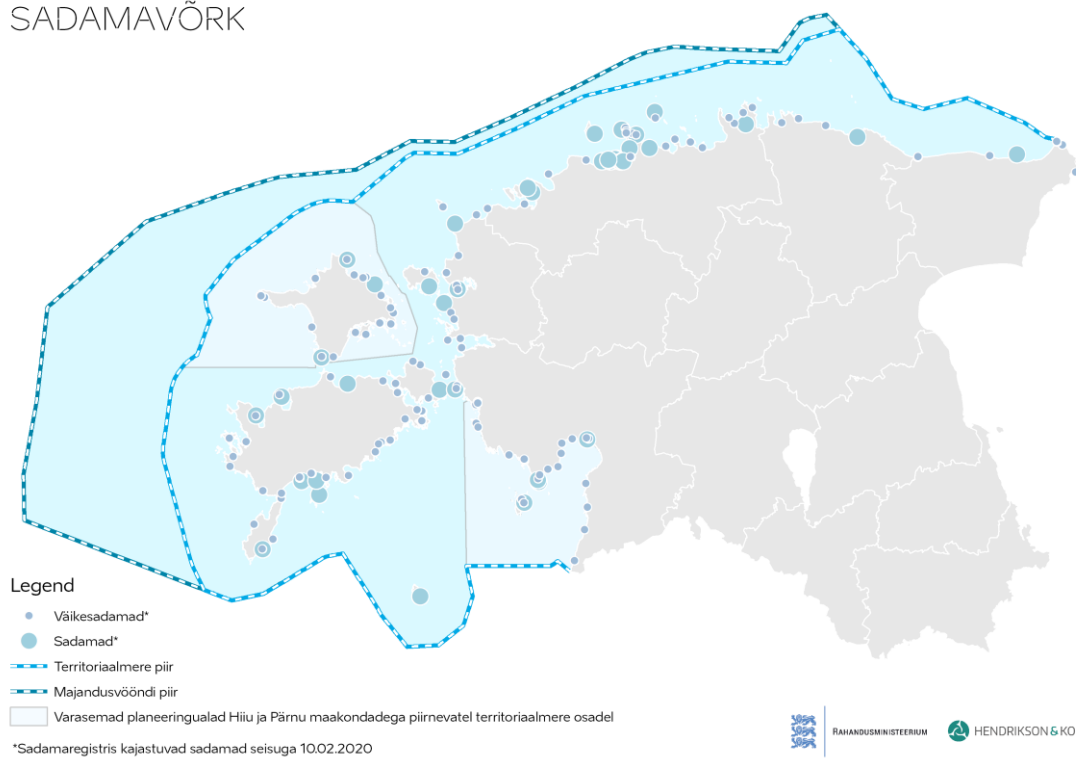 SADAMAVÕRK
Legend
Väikesadamad*
Sadamad*
Territoriaalmere piir
Majandusvööndi piir
Varasemad planeeringualad Hiiu ja Pärnu maakondadega piirnevatel territoriaalmere osadel
*Sadamaregistris kajastuvad sadamad seisuga 10.02.2020
RAHANDUSMINISTEERIUM
HENDRIKSON & KO